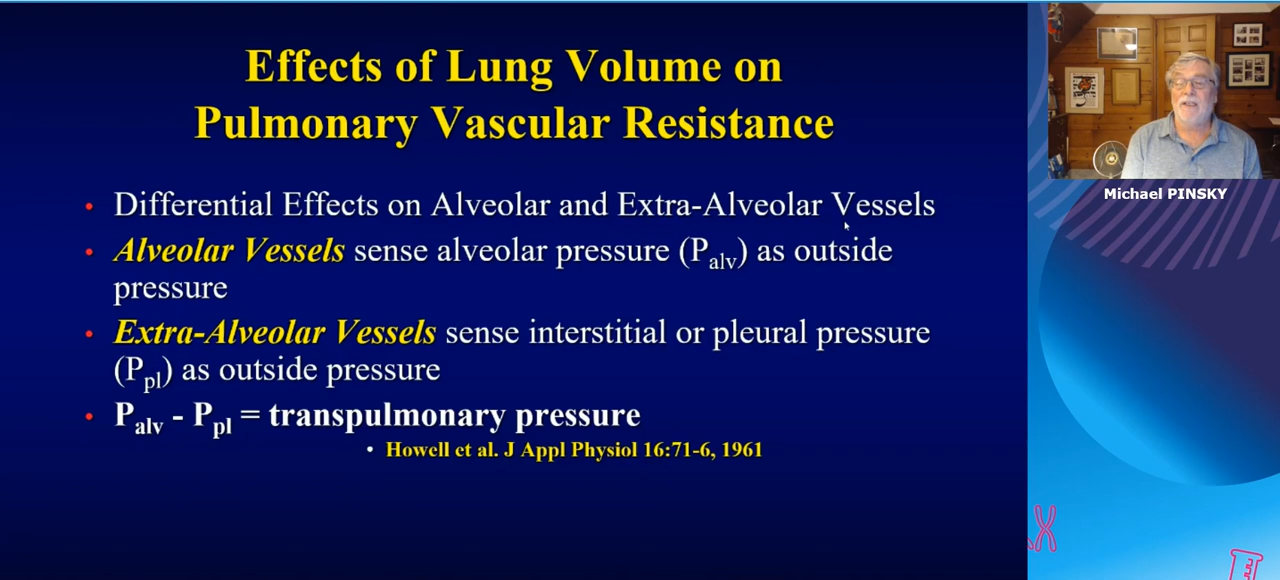 Effects of Lung Volume on
Pulmonary Vascular Resistance
• Differential Effects on Alveolar and Extra-Alveolar Vessels
• Alveolar Vessels sense alveolar pressure (Palv) as outside
pressure
• Extra-Alveolar Vessels sense interstitial or pleural pressure
(Ppl) as outside pressure
• Palv - Ppl = transpulmonary pressure
• Howell et al. J Appl Physiol 16:71-6, 1961
Michael PINSKY